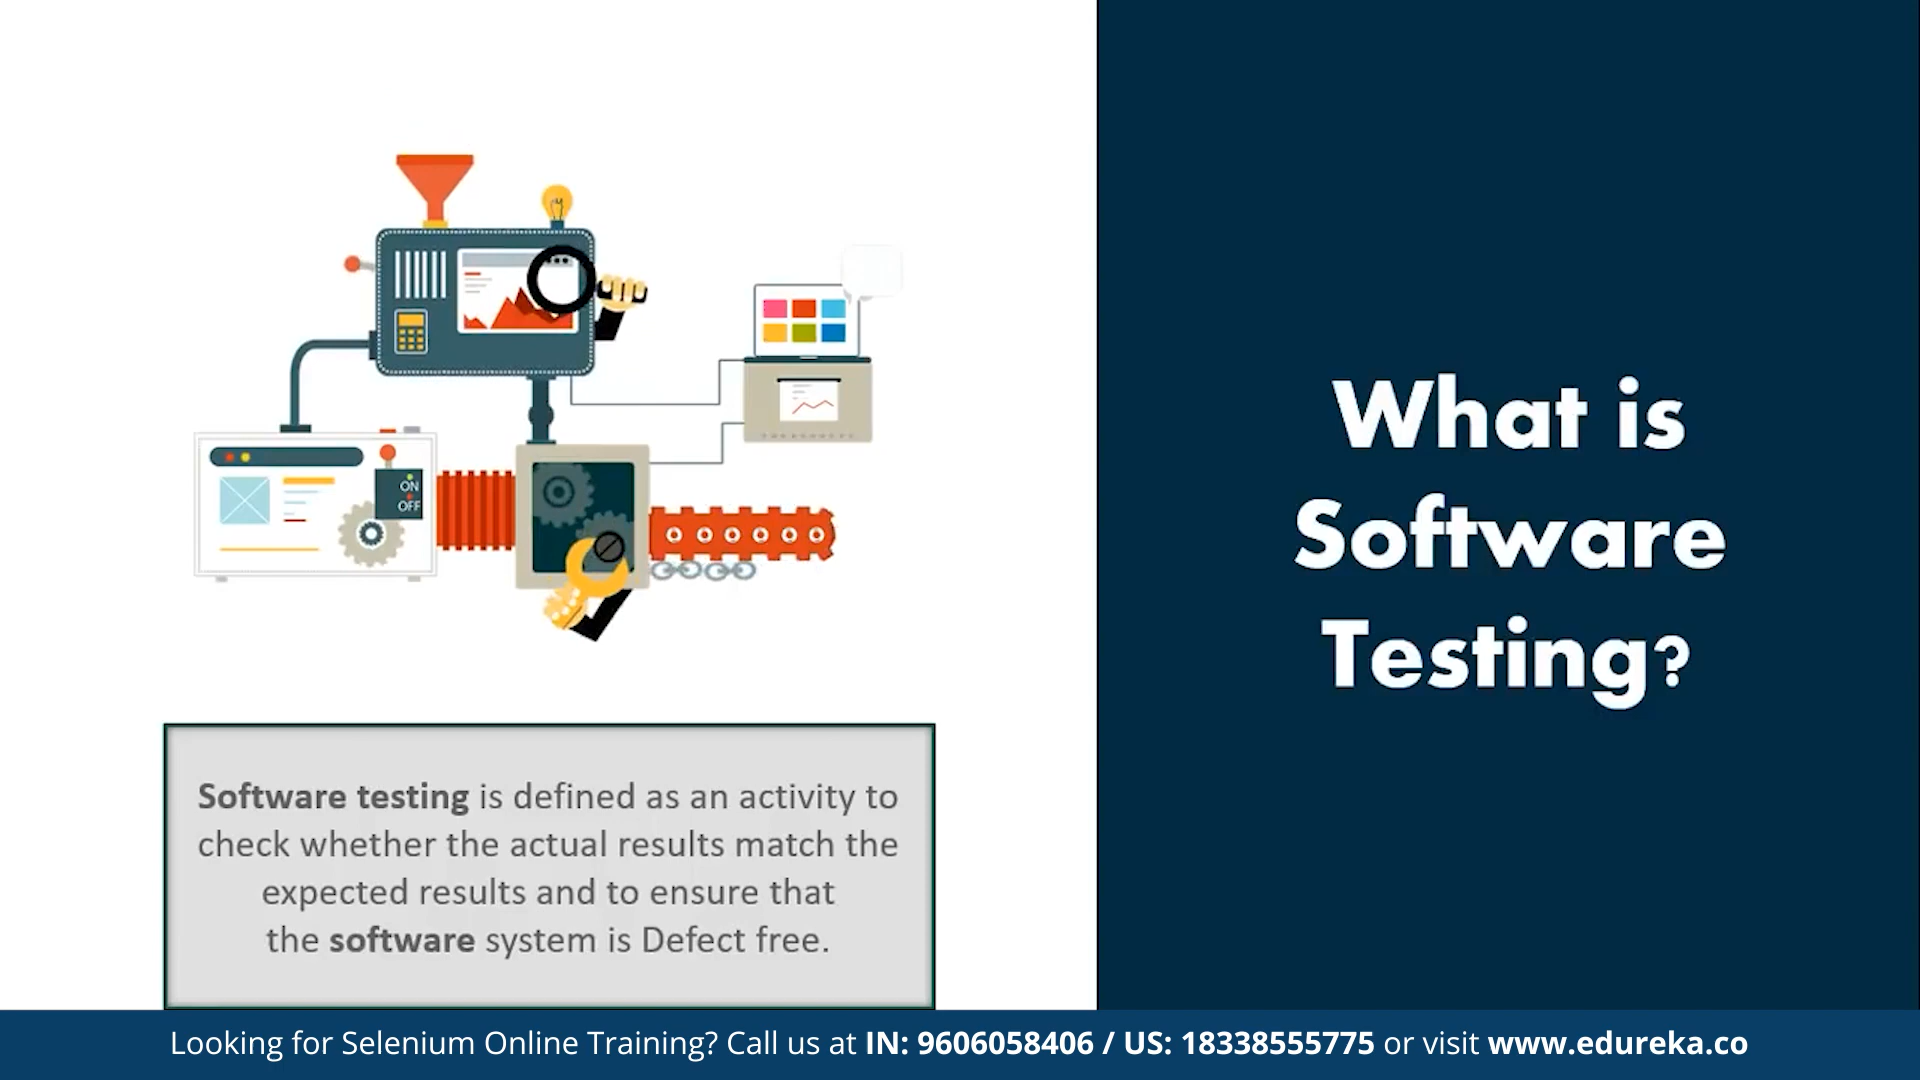 ON
OFF
What is
Software
Testing?
Software testing is defined as an activity to
check whether the actual results match the
expected results and to ensure that
the software system is Defect free.
Looking for Selenium Online Training? Call us at IN: 9606058406 / US: 18338555775 or visit www.edureka.co